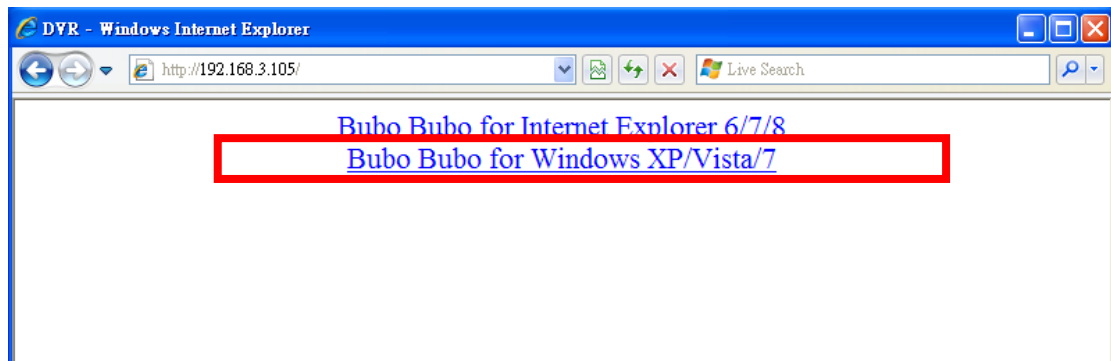 DVR - Windows Internet Explorer
http://192.168.3.105/
Live Search
Bubo Bubo for Internet Explorer 6/7/8
Bubo Bubo for Windows XP/Vista/7